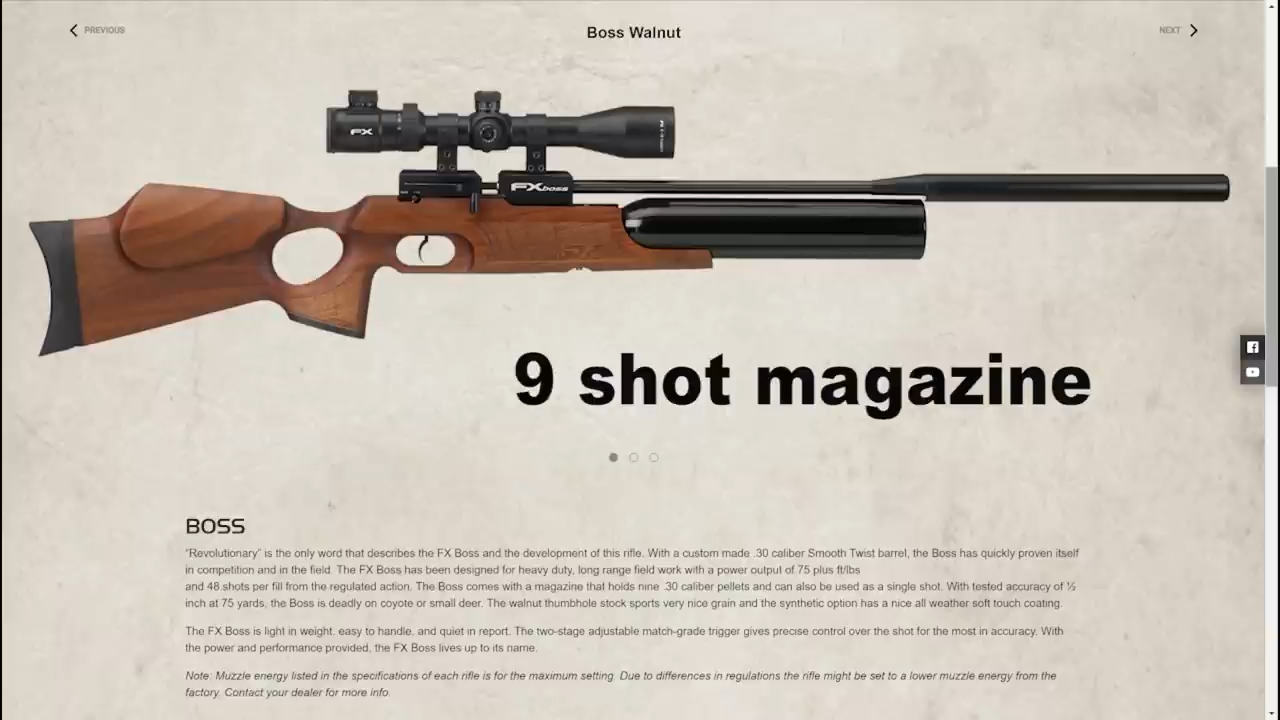 PREVIOUS
Boss Walnut
NEXT
FX
FXboss
9 shot magazine
BOSS
“Revolutionary” is the only word that describes the FX Boss and the development of this rifle. With a custom made .30 caliber Smooth Twist barrel, the Boss has quickly proven itself
in competition and in the field. The FX Boss has been designed for heavy duty, long range field work with a power output of 75 plus ft/lbs
and 48 shots per fill from the regulated action. The Boss comes with a magazine that holds nine .30 caliber pellets and can also be used as a single shot. With tested accuracy of ½
inch at 75 yards, the Boss is deadly on coyote or small deer. The walnut thumbhole stock sports very nice grain and the synthetic option has a nice all weather soft touch coating.
The FX Boss is light in weight, easy to handle, and quiet in report. The two-stage adjustable match-grade trigger gives precise control over the shot for the most in accuracy. With
the power and performance provided, the FX Boss lives up to its name.
Note: Muzzle energy listed in the specifications of each rifle is for the maximum setting. Due to differences in regulations the rifle might be set to a lower muzzle energy from the
factory. Contact your dealer for more info.